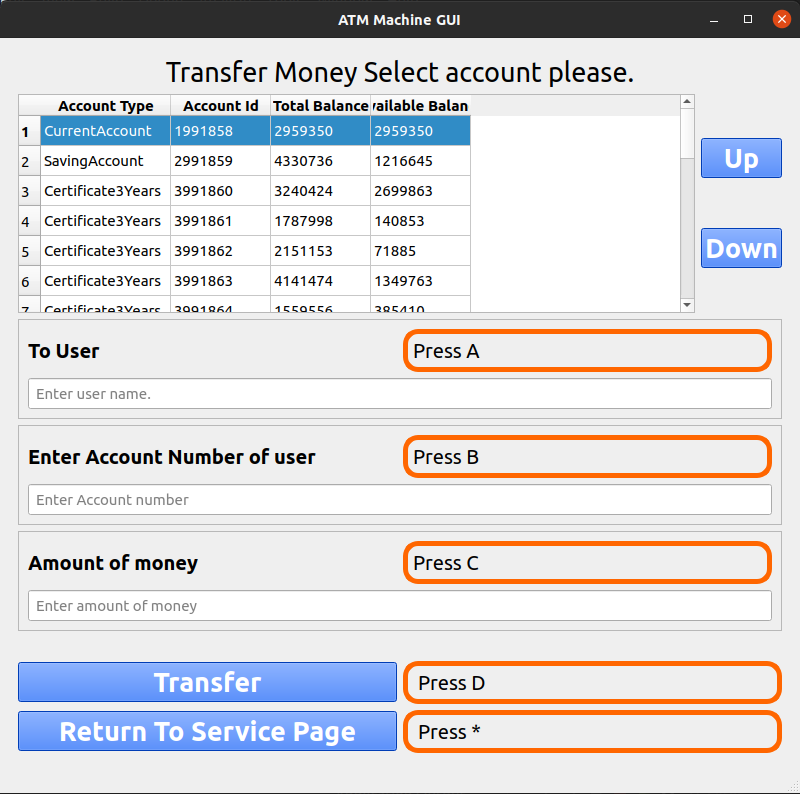 ATM Machine GUI
Transfer Money Select account please.
Account Type Account Id Total Balance vailable Balan
1 CurrentAccount 1991858 2959350 2959350
2 SavingAccount 2991859 4330736 1216645
3 Certificate3Years 3991860 3240424 2699863
4 Certificate3Years 3991861 1787998 140853
5 Certificate3Years 3991862 2151153 71885
6 Certificate3Years 3991863 4141474 1349763
7 Certificate3Years 3991864 1559556 385410
Up
Down
To User Press A
Enter user name.
Enter Account Number of user Press B
Enter Account number
Amount of money Press C
Enter amount of money
Transfer Press D
Return To Service Page Press *